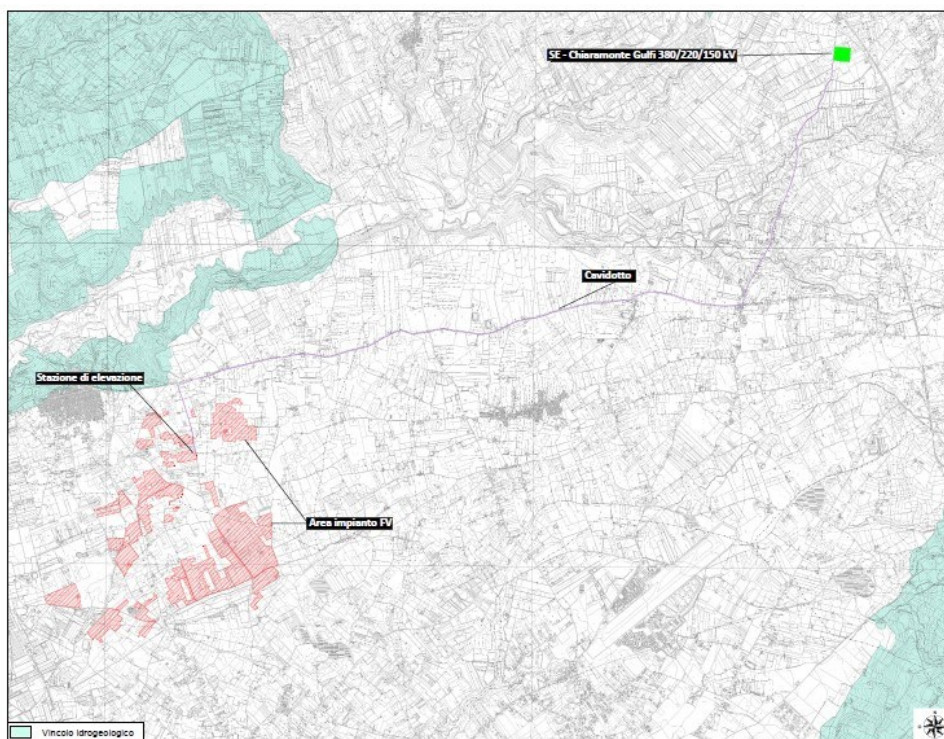 SE - Chiaramonte Gulfi 380/220/150 kV
Cavidotto
Stazione di elevazione
Area impianto FV
Vincolo Idrogeologico